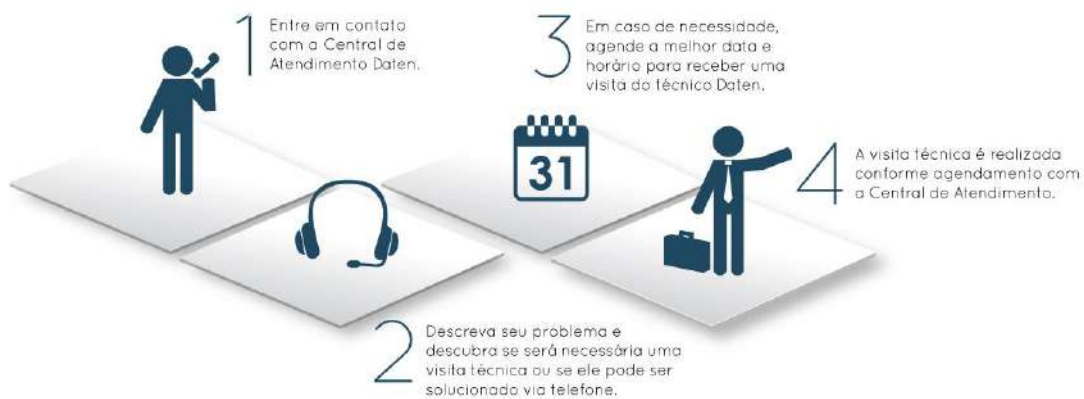 1
Entre em contato
com a Central de
Atendimento Daten.
2
Descreva seu problema e
descubra se será necessária uma
visita técnica ou se ele pode ser
solucionado via telefone.
3
Em caso de necessidade,
agende a melhor data e
horário para receber uma
visita do técnico Daten.
31
4
A visita técnica é realizada
conforme agendamento com
a Central de Atendimento.